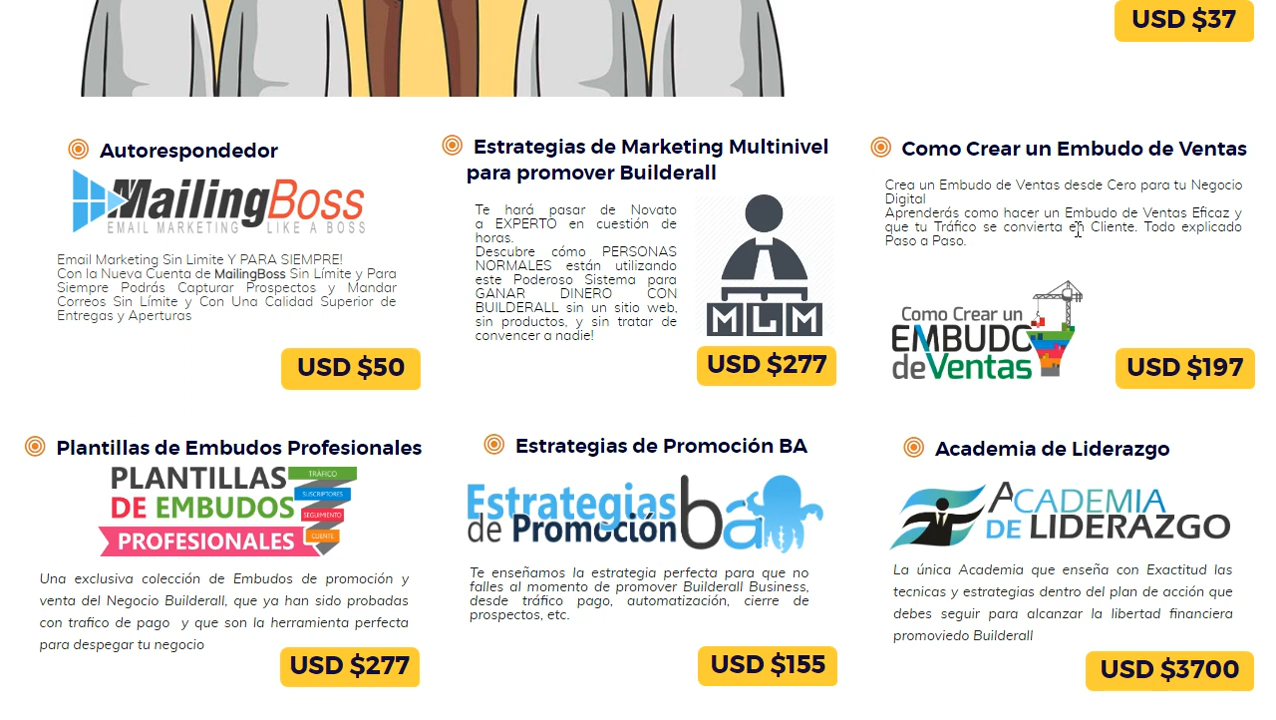 USD $37
Autorespondedor
MailingBoss
EMAIL MARKETING LIKE A BOSS
Email Marketing Sin Limite Y PARA SIEMPRE!
Con la Nueva Cuenta de MailingBoss Sin Límite y Para
Siempre Podrás Capturar Prospectos y Mandar
Correos Sin Límite y Con Una Calidad Superior de
Entregas y Aperturas
USD $50
Estrategias de Marketing Multinivel
para promover Builderall
Te hará pasar de Novato
a EXPERTO en cuestión de
horas.
Descubre cómo PERSONAS
NORMALES están utilizando
este Poderoso Sistema para
GANAR DINERO CON
BUILDERALL sin un sitio web,
sin productos, y sin tratar de
convencer a nadie!
MLM
USD $277
Como Crear un Embudo de Ventas
Crea un Embudo de Ventas desde Cero para tu Negocio
Digital
Aprenderás como hacer un Embudo de Ventas Eficaz y
que tu Tráfico se convierta en Cliente. Todo explicado
Paso a Paso.
Como Crear un
EMBUDO
de Ventas
USD $197
Plantillas de Embudos Profesionales
PLANTILLAS
DE EMBUDOS
PROFESIONALES
TRÁFICO
SUSCRIPTORES
SEGUIMIENTO
CLIENTE
Una exclusiva colección de Embudos de promoción y
venta del Negocio Builderall, que ya han sido probadas
con trafico de pago y que son la herramienta perfecta
para despegar tu negocio
USD $277
Estrategias de Promoción BA
Estrategias
de Promoción
ba
Te enseñamos la estrategia perfecta para que no
falles al momento de promover Builderall Business,
desde tráfico pago, automatización, cierre de
prospectos, etc.
USD $155
Academia de Liderazgo
ACADEMIA
DE LIDERAZGO
La única Academia que enseña con Exactitud las
tecnicas y estrategias dentro del plan de acción que
debes seguir para alcanzar la libertad financiera
promoviedo Builderall
USD $3700